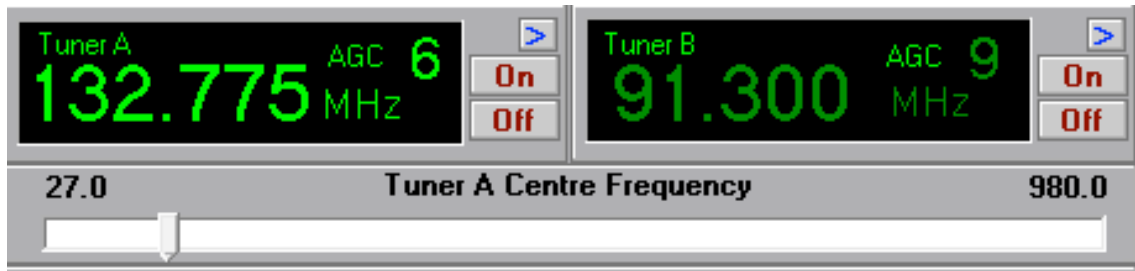 Tuner A AGC 6 >
132.775 MHz On
Off
Tuner B AGC 9 >
91.300 MHz On
Off
27.0 Tuner A Centre Frequency 980.0